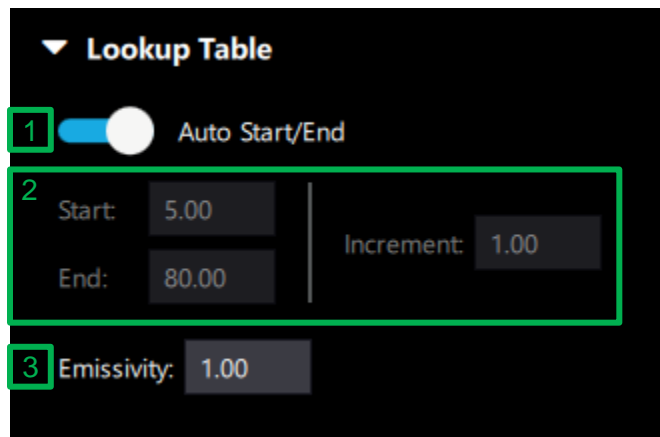 Lookup Table
1 Auto Start/End
2
Start: 5.00
Increment: 1.00
End: 80.00
3 Emissivity: 1.00